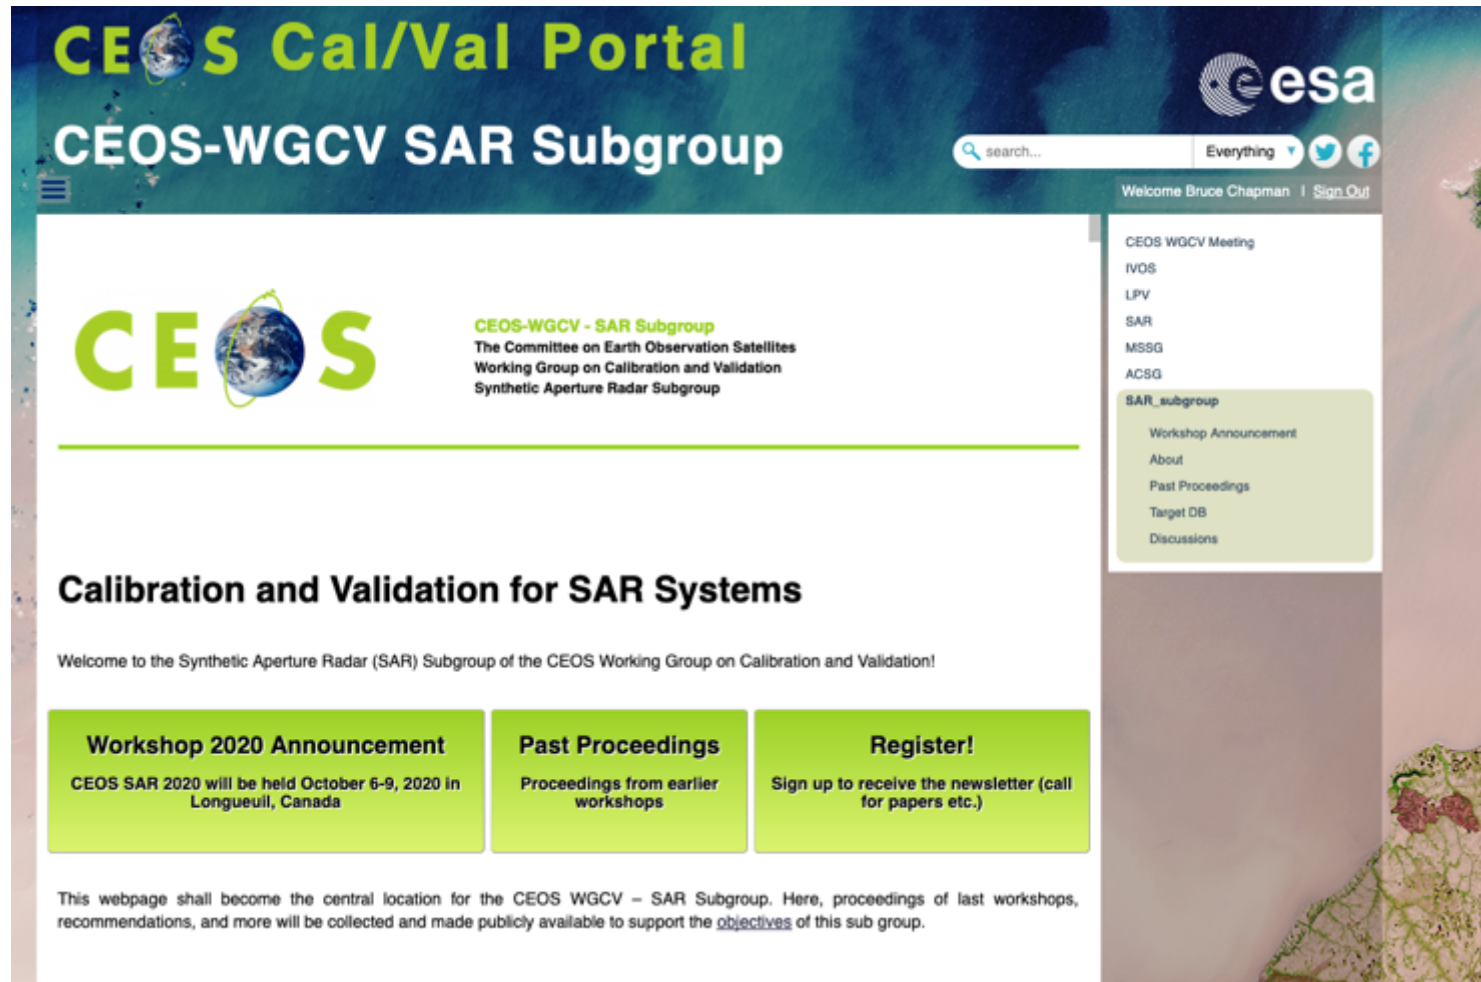 CEOS Cal/Val Portal
esa
CEOS-WGCV SAR Subgroup
search...
Everything
Welcome Bruce Chapman | Sign Out
CEOS
CEOS-WGCV - SAR Subgroup
The Committee on Earth Observation Satellites
Working Group on Calibration and Validation
Synthetic Aperture Radar Subgroup
CEOS WGCV Meeting
IVOS
LPV
SAR
MSSG
ACSG
SAR_subgroup
Workshop Announcement
About
Past Proceedings
Target DB
Discussions
Calibration and Validation for SAR Systems
Welcome to the Synthetic Aperture Radar (SAR) Subgroup of the CEOS Working Group on Calibration and Validation!
Workshop 2020 Announcement
CEOS SAR 2020 will be held October 6-9, 2020 in
Longueuil, Canada
Past Proceedings
Proceedings from earlier
workshops
Register!
Sign up to receive the newsletter (call
for papers etc.)
This webpage shall become the central location for the CEOS WGCV – SAR Subgroup. Here, proceedings of last workshops,
recommendations, and more will be collected and made publicly available to support the objectives of this sub group.